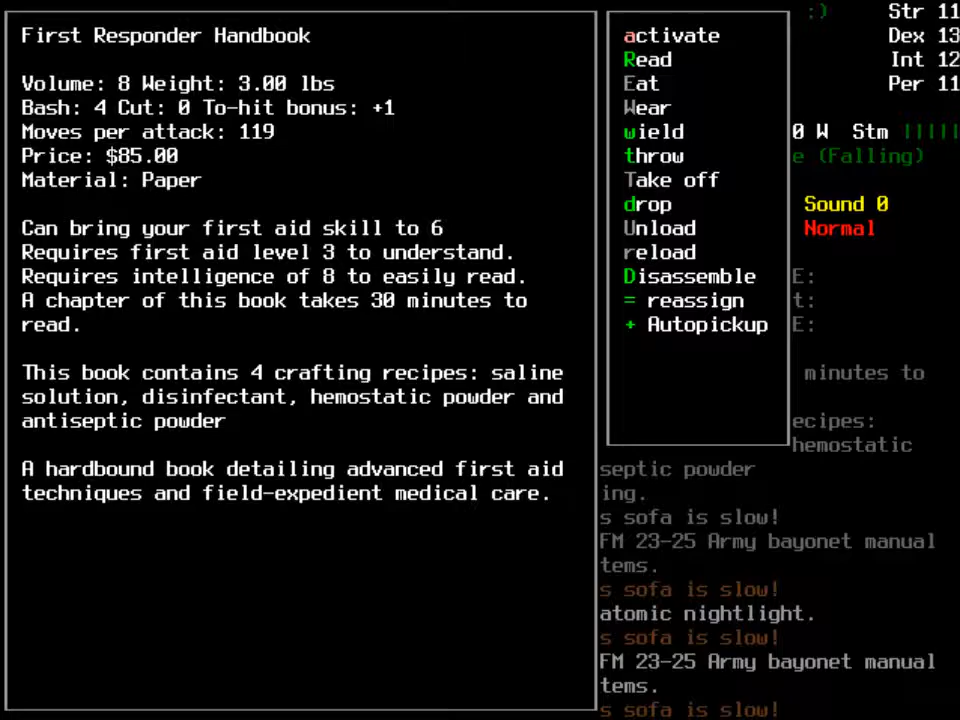 First Responder Handbook
Volume: 8 Weight: 3.00 lbs
Bash: 4 Cut: 0 To-hit bonus: +1
Moves per attack: 119
Price: $85.00
Material: Paper
Can bring your first aid skill to 6
Requires first aid level 3 to understand.
Requires intelligence of 8 to easily read.
A chapter of this book takes 30 minutes to
read.
This book contains 4 crafting recipes: saline
solution, disinfectant, hemostatic powder and
antiseptic powder
A hardbound book detailing advanced first aid
techniques and field-expedient medical care.
activate
Read
Eat
Wear
wield
throw
Take off
drop
Unload
reload
Disassemble
= reassign
+ Autopickup
:) Str 11
Dex 13
Int 12
Per 11
0 W Stm |||||
e (Falling)
Sound 0
Normal
E:
t:
E:
minutes to
ecipes:
hemostatic
septic powder
ing.
s sofa is slow!
FM 23-25 Army bayonet manual
tems.
s sofa is slow!
atomic nightlight.
s sofa is slow!
FM 23-25 Army bayonet manual
tems.
s sofa is slow!